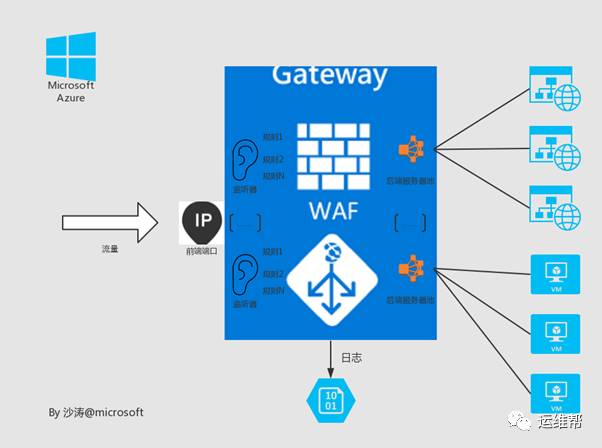 Microsoft
Azure
Gateway
规则1
规则2
规则N
监听器
后端服务器池
WAF
IP
[......]
[......]
流量
前端端口
规则1
规则2
规则N
监听器
后端服务器池
VM
VM
VM
日志
10
01
By 沙涛@microsoft
运维帮